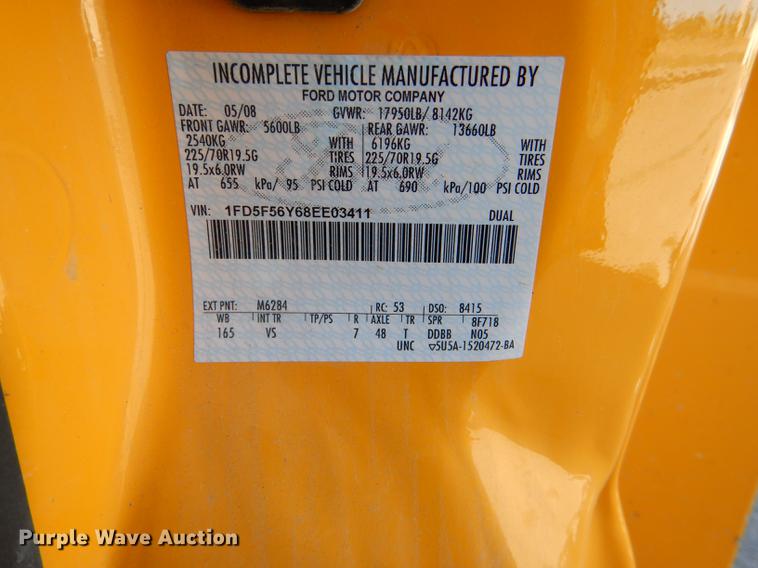 INCOMPLETE VEHICLE MANUFACTURED BY
FORD MOTOR COMPANY
DATE: 05/08 GVWR: 17950LB/ 8142KG
FRONT GAWR: 5600LB REAR GAWR: 13660LB
2540KG WITH 6196KG WITH
225/70R19.5G TIRES 225/70R19.5G TIRES
19.5x6.0RW RIMS 19.5x6.0RW RIMS
AT 655 kPa/ 95 PSI COLD AT 690 kPa/100 PSI COLD
VIN: 1FD5F56Y68EE03411 DUAL
EXT PNT: M6284 RC: 53 DSO: 8415
WB INT TR TP/PS R AXLE TR SPR 8F718
165 VS 7 48 T DDBB N05
UNC 5U5A-1520472-BA
Purple Wave Auction